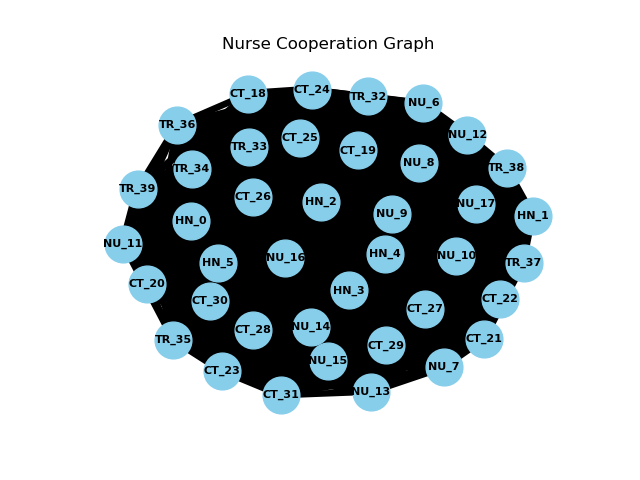 Nurse Cooperation Graph
CT_24
CT_18
TR_32
NU_6
TR_36
NU_12
CT_25
TR_33
CT_19
NU_8
TR_38
TR_34
TR_39
CT_26
HN_2
NU_17
NU_9
HN_1
HN_0
NU_11
HN_4
NU_10
NU_16
HN_5
TR_37
CT_20
HN_3
CT_22
CT_30
CT_27
NU_14
CT_28
CT_21
TR_35
CT_29
NU_15
NU_7
CT_23
NU_13
CT_31